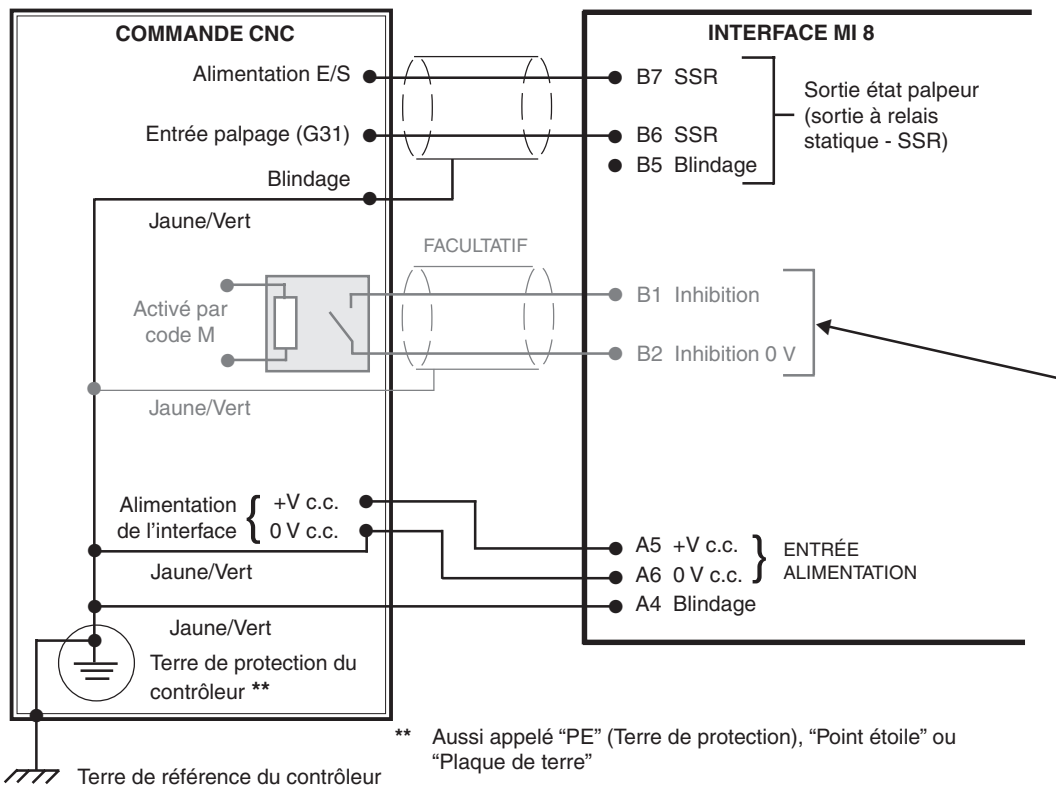 COMMANDE CNC
INTERFACE MI 8
Alimentation E/S
B7 SSR
Sortie état palpeur
(sortie à relais
statique - SSR)
Entrée palpage (G31)
B6 SSR
B5 Blindage
Blindage
Jaune/Vert
FACULTATIF
Activé par
code M
B1 Inhibition
B2 Inhibition 0 V
Jaune/Vert
Alimentation
de l'interface
{
+V c.c.
0 V c.c.
Jaune/Vert
A5 +V c.c.
A6 0 V c.c.
}
ENTRÉE
ALIMENTATION
A4 Blindage
Jaune/Vert
Terre de protection du
contrôleur **
** Aussi appelé “PE” (Terre de protection), “Point étoile” ou
“Plaque de terre”
Terre de référence du contrôleur